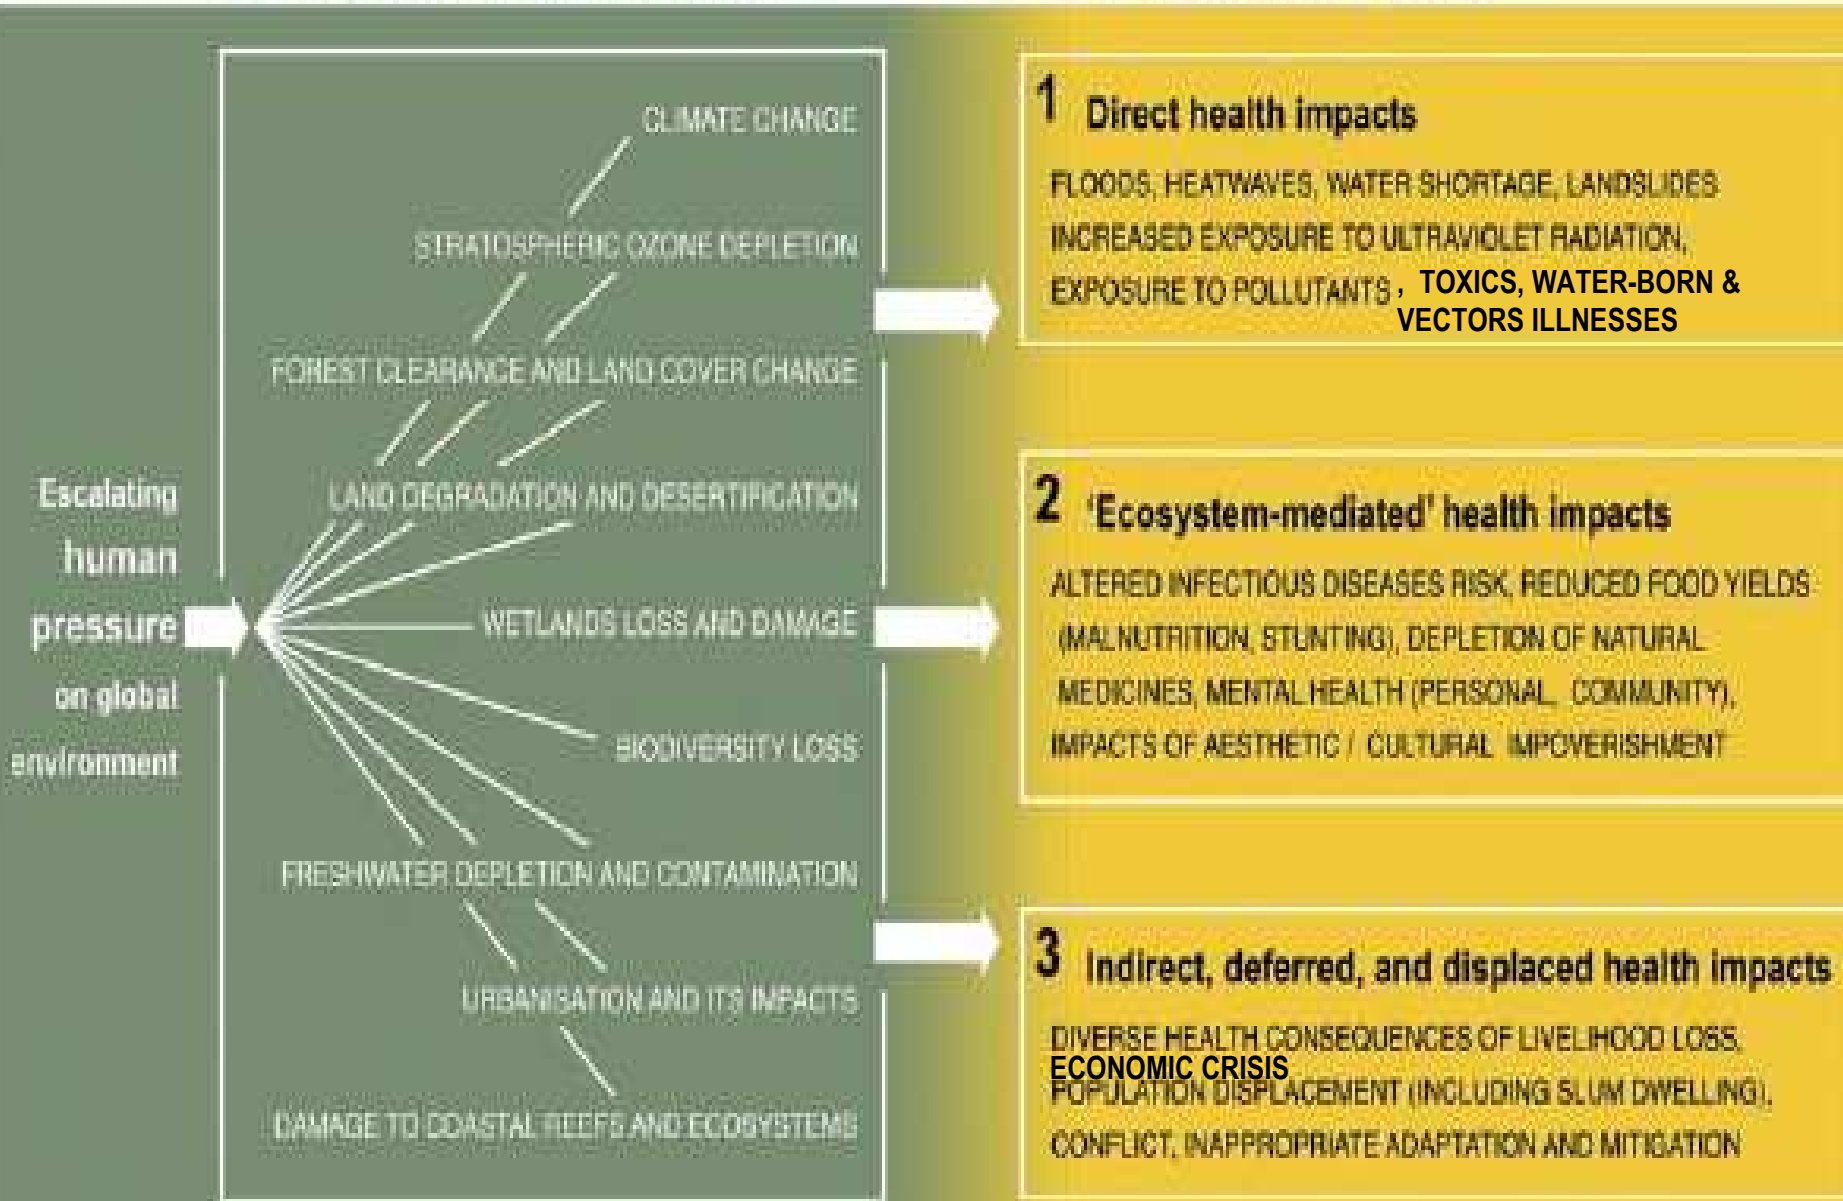 Escalating
human
pressure
on global
environment
CLIMATE CHANGE
STRATOSPHERIC OZONE DEPLETION
FOREST CLEARANCE AND LAND COVER CHANGE
LAND DEGRADATION AND DESERTIFICATION
WETLANDS LOSS AND DAMAGE
BIODIVERSITY LOSS
FRESHWATER DEPLETION AND CONTAMINATION
URBANISATION AND ITS IMPACTS
DAMAGE TO COASTAL REEFS AND ECOSYSTEMS
1 Direct health impacts
FLOODS, HEATWAVES, WATER SHORTAGE, LANDSLIDES
INCREASED EXPOSURE TO ULTRAVIOLET RADIATION,
EXPOSURE TO POLLUTANTS , TOXICS, WATER-BORN &
VECTORS ILLNESSES
2 'Ecosystem-mediated' health impacts
ALTERED INFECTIOUS DISEASES RISK, REDUCED FOOD YIELDS
(MALNUTRITION, STUNTING), DEPLETION OF NATURAL
MEDICINES, MENTAL HEALTH (PERSONAL, COMMUNITY),
IMPACTS OF AESTHETIC / CULTURAL IMPOVERISHMENT
3 Indirect, deferred, and displaced health impacts
DIVERSE HEALTH CONSEQUENCES OF LIVELIHOOD LOSS,
ECONOMIC CRISIS
POPULATION DISPLACEMENT (INCLUDING SLUM DWELLING),
CONFLICT, INAPPROPRIATE ADAPTATION AND MITIGATION